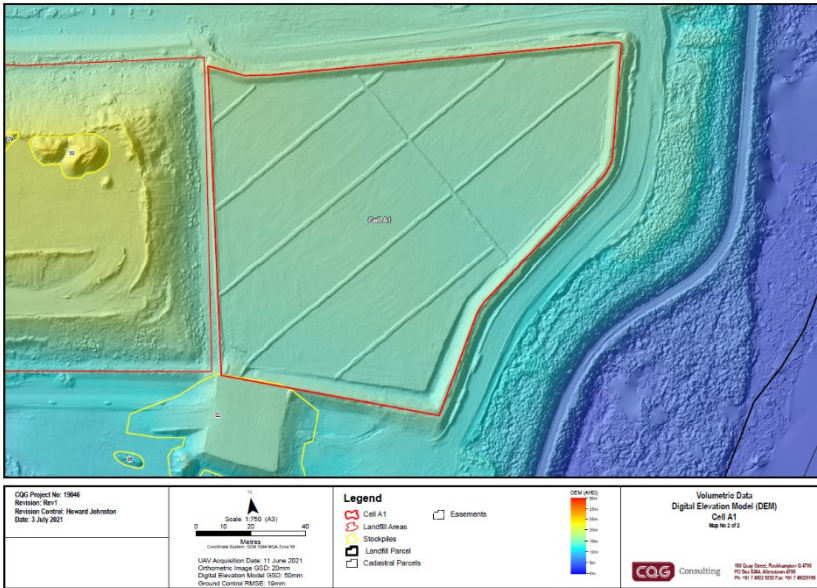 Cell A1
CQG Project No: 19046
Revision: Rev1
Revision Control: Howard Johnston
Date: 3 July 2021
N
Scale 1:750 (A3)
0 10 20 40
Metres
UAV Acquisition Date: 11 June 2021
Orthometric Image GSD: 20mm
Digital Elevation Model GSD: 50mm
Ground Control RMSE: 19mm
Legend
Cell A1
Landfill Areas
Stockpiles
Landfill Parcel
Cadastral Parcels
Easements
DEM (AHD)
Volumetric Data
Digital Elevation Model (DEM)
Cell A1
Map No 2 of 2
CQG Consulting